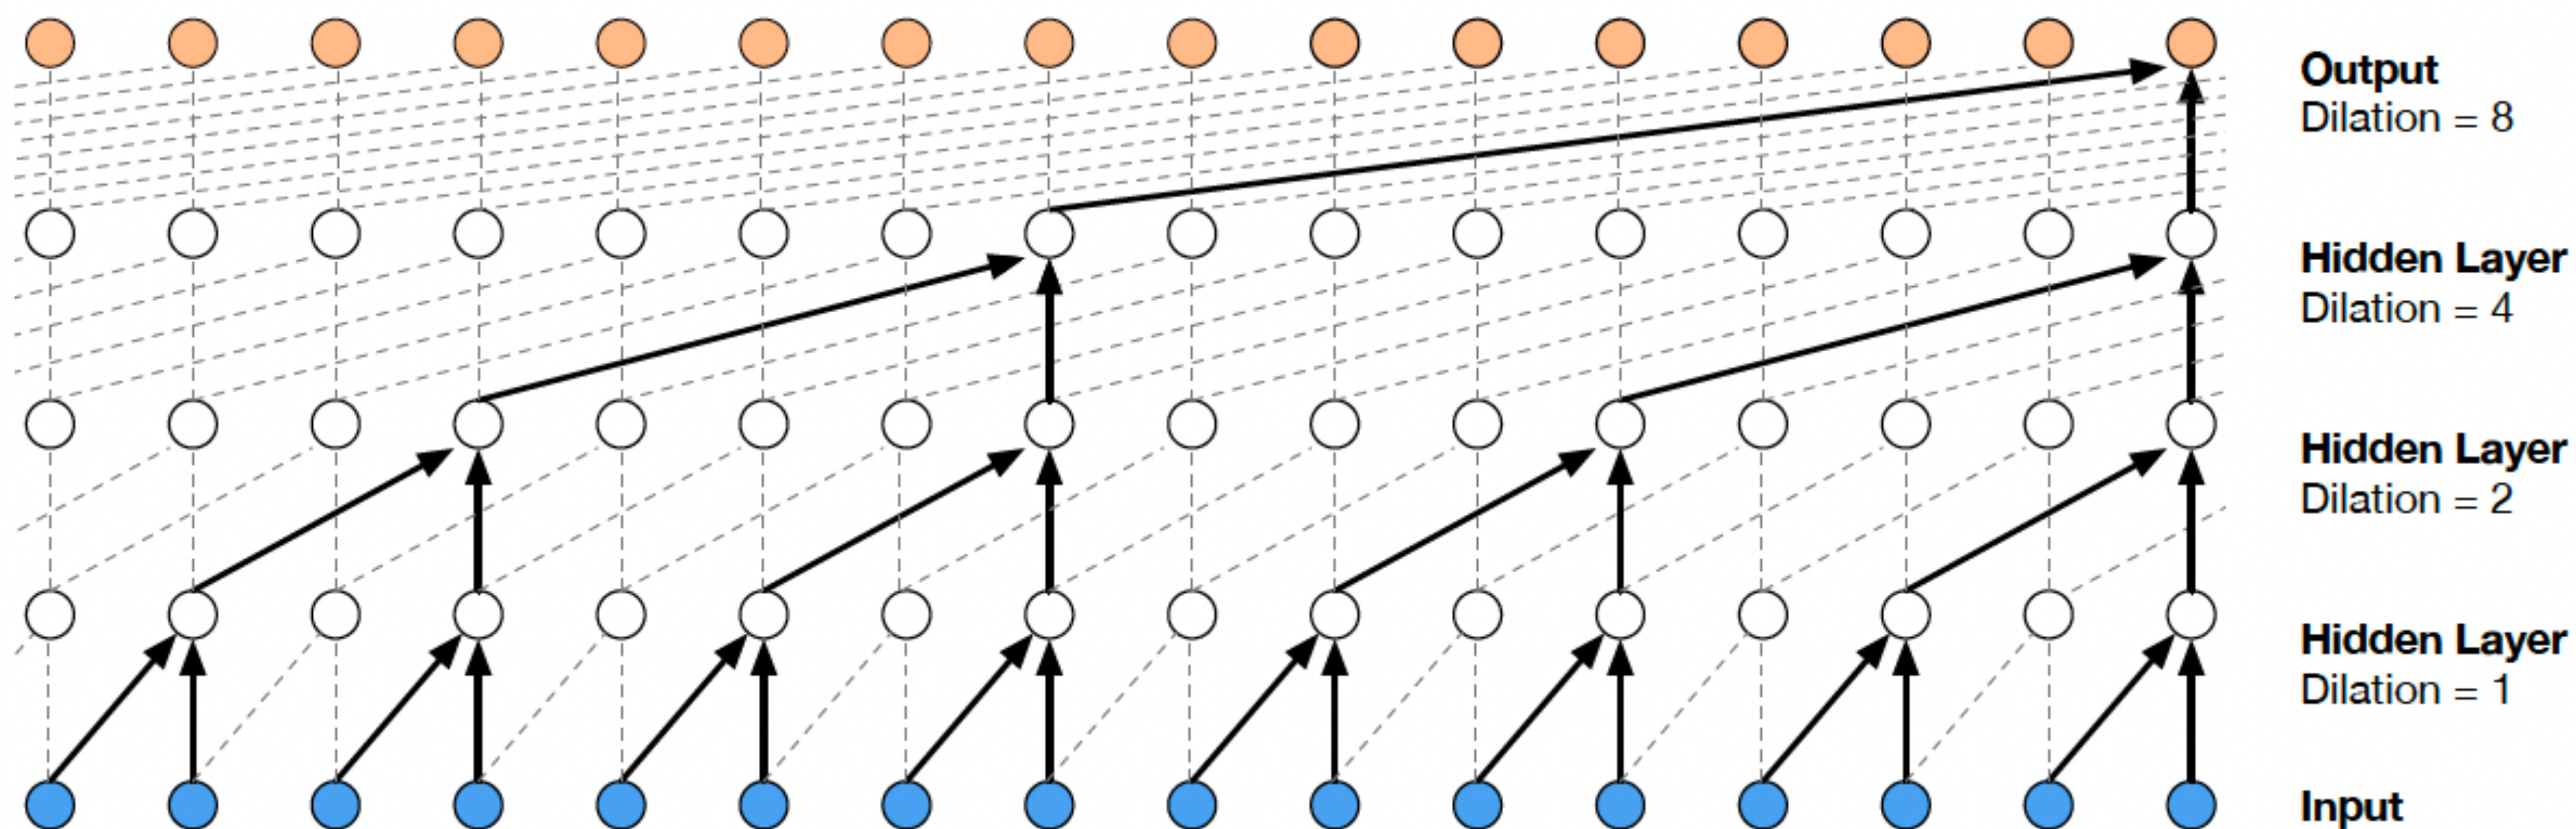 Output
Dilation = 8
Hidden Layer
Dilation = 4
Hidden Layer
Dilation = 2
Hidden Layer
Dilation = 1
Input